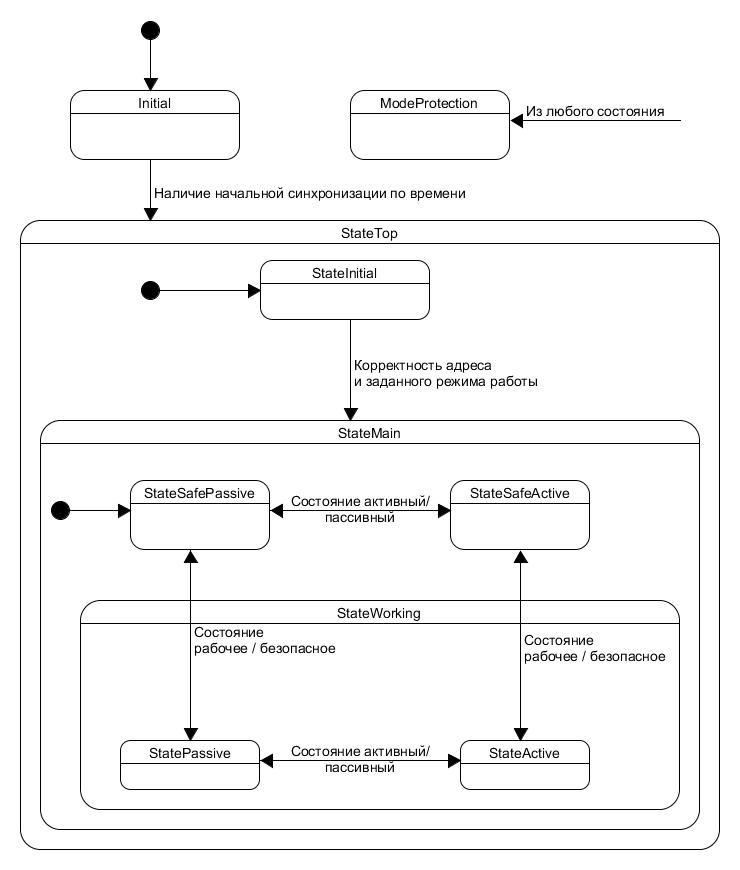 Initial
ModeProtection
Из любого состояния
Наличие начальной синхронизации по времени
StateTop
StateInitial
Корректность адреса
и заданного режима работы
StateMain
StateSafePassive
Состояние активный/
пассивный
StateSafeActive
StateWorking
Состояние
рабочее / безопасное
Состояние
рабочее / безопасное
StatePassive
Состояние активный/
пассивный
StateActive